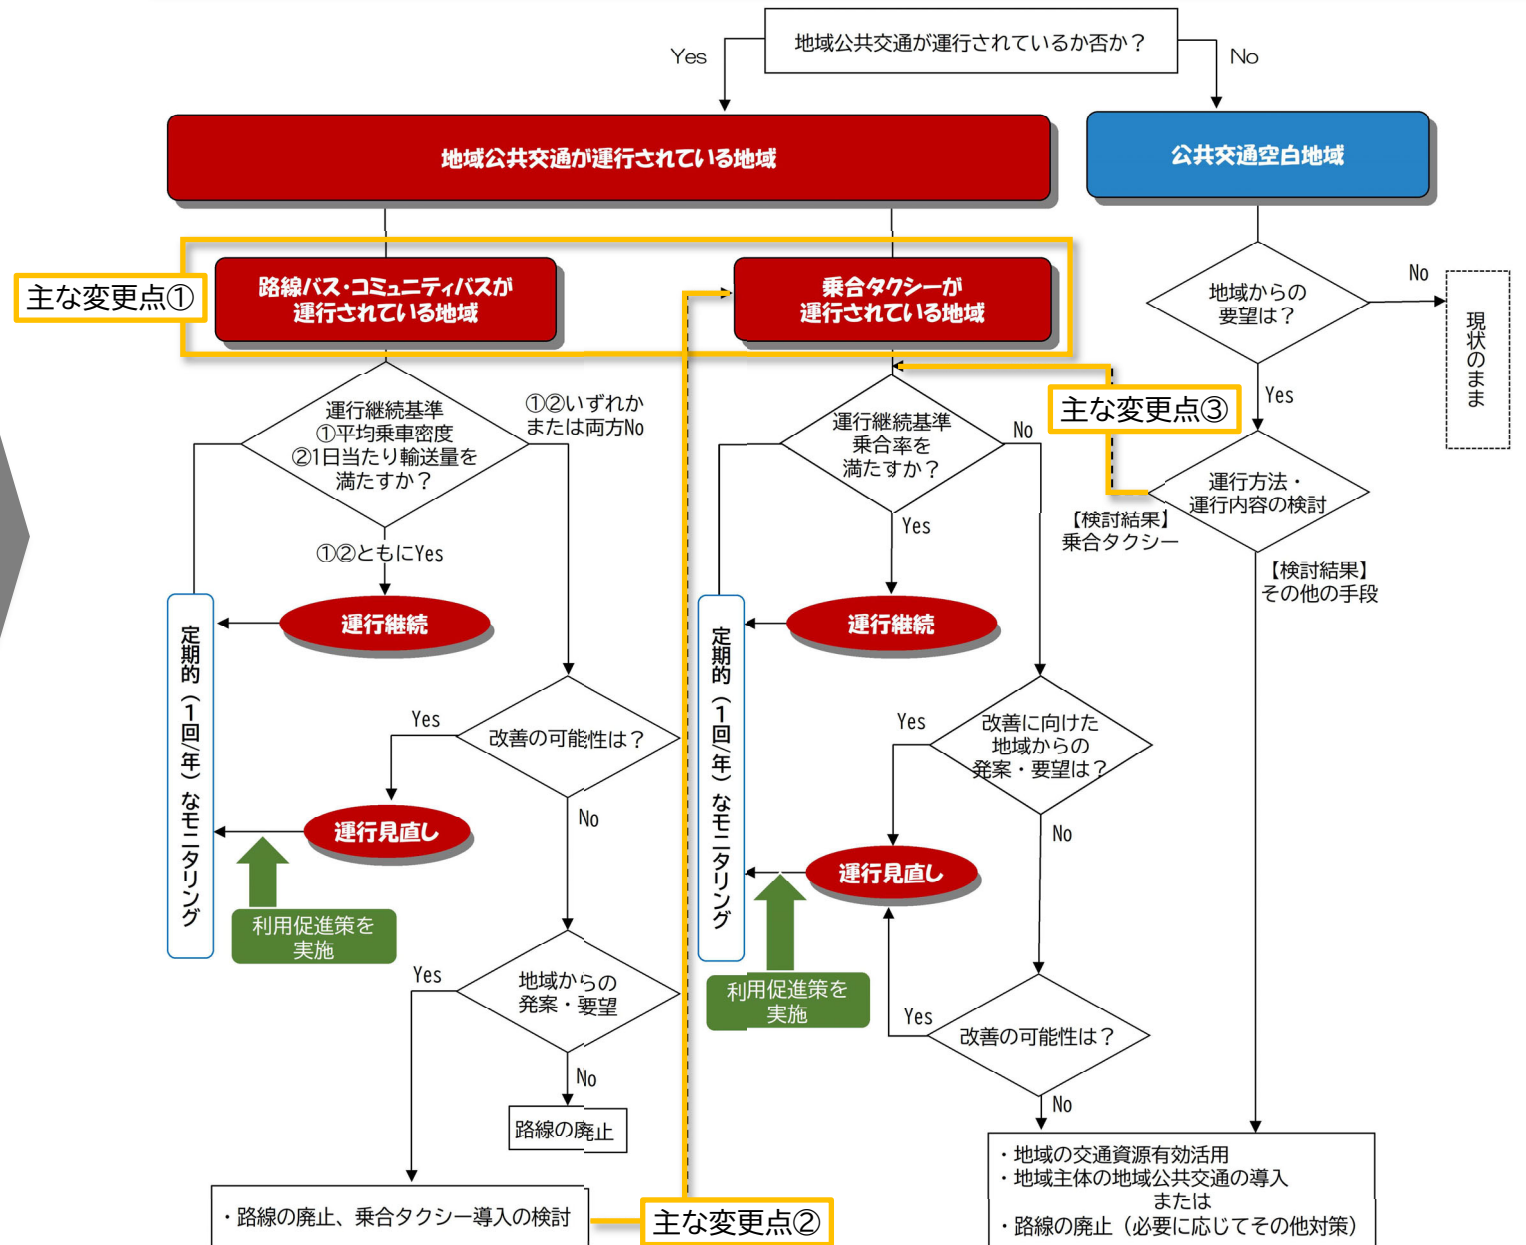 地域公共交通が運行されているか否か？
Yes
No
地域公共交通が運行されている地域
公共交通空白地域
主な変更点①
路線バス・コミュニティバスが
運行されている地域
乗合タクシーが
運行されている地域
地域からの
要望は？
No
現状のまま
Yes
運行継続基準
①平均乗車密度
②1日当たり輸送量を
満たすか？
①②いずれか
または両方No
①②ともにYes
運行継続基準
乗合率を
満たすか？
No
Yes
主な変更点③
運行方法・
運行内容の検討
【検討結果】
乗合タクシー
【検討結果】
その他の手段
運行継続
定期的（1回/年）なモニタリング
改善の可能性は？
Yes
No
運行見直し
利用促進策を
実施
地域からの
発案・要望
Yes
No
路線の廃止
・路線の廃止、乗合タクシー導入の検討
主な変更点②
運行継続
定期的（1回/年）なモニタリング
改善に向けた
地域からの
発案・要望は？
Yes
No
運行見直し
利用促進策を
実施
改善の可能性は？
Yes
No
・地域の交通資源有効活用
・地域主体の地域公共交通の導入
または
・路線の廃止（必要に応じてその他対策）